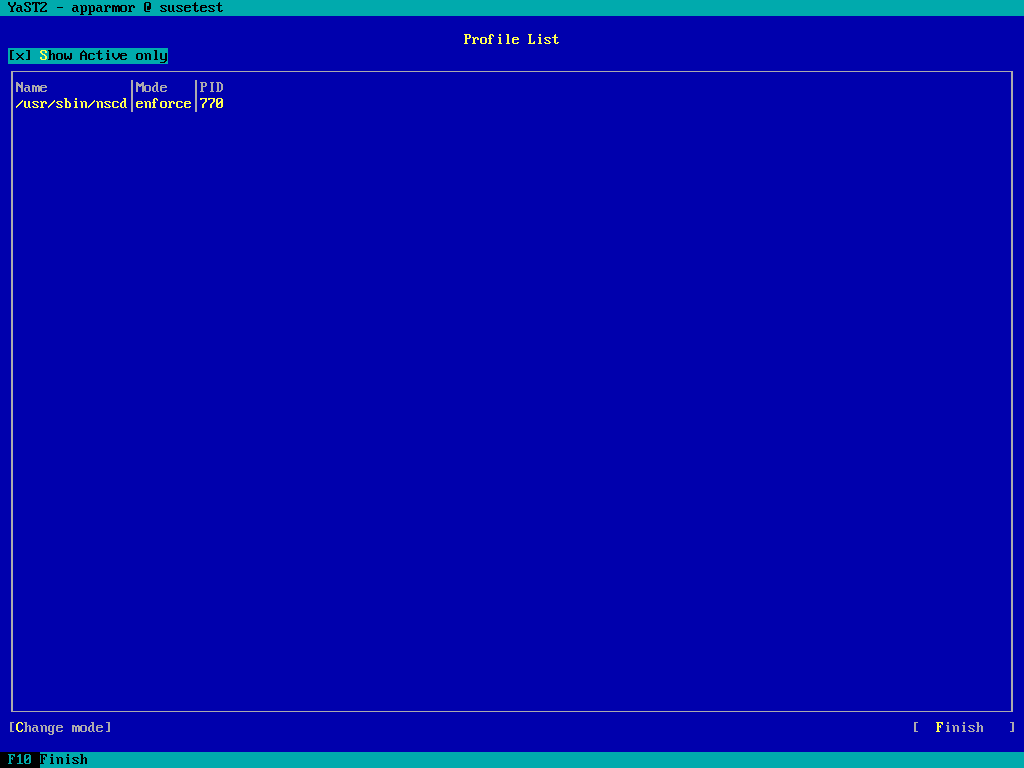 YaST2 - apparmor @ susetest
Profile List
[x] Show Active only
Name Mode PID
/usr/sbin/nscd enforce 770
[Change mode] [ Finish ]
F10 Finish